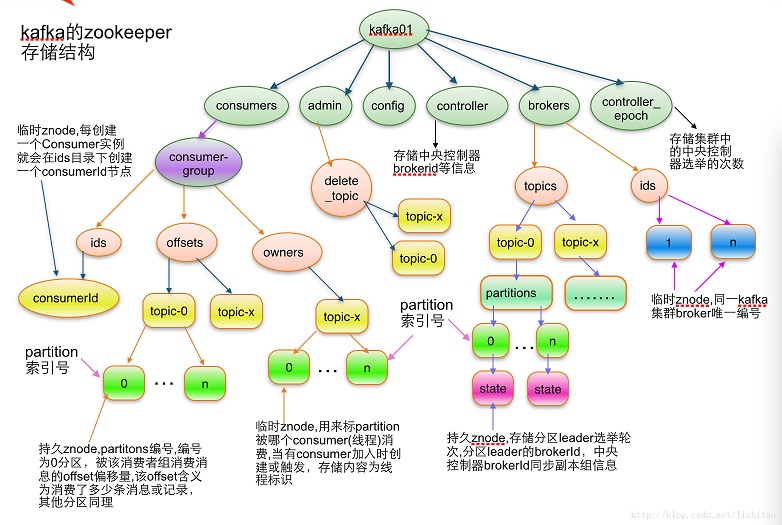 kafka的zookeeper
存储结构
kafka01
consumers
admin
config
controller
brokers
controller_
epoch
临时znode,每创建
一个Consumer实例
就会在ids目录下创建
一个consumerId节点
consumer-
group
存储中央控制器
brokerid等信息
存储集群中
的中央控制
器选举的次数
delete
_topic
topics
ids
topic-x
topic-0
ids
offsets
owners
topic-0
topic-x
1
n
consumerId
topic-0
topic-x
topic-x
partition
索引号
partitions
.......
临时znode,同一kafka
集群broker唯一编号
partition
索引号
0
...
n
0
...
n
0
...
n
state
state
持久znode,partitons编号,编号
为0分区，被该消费者组消费消
息的offset偏移量,该offset含义
为消费了多少条消息或记录，
其他分区同理
临时znode,用来标partition
被哪个consumer(线程)消
费,当有consumer加入时创
建或触发，存储内容为线
程标识
持久znode,存储分区leader选举轮
次,分区leader的brokerId，中央
控制器brokerId同步副本组信息
http://blog.csdn.net/lizhitao